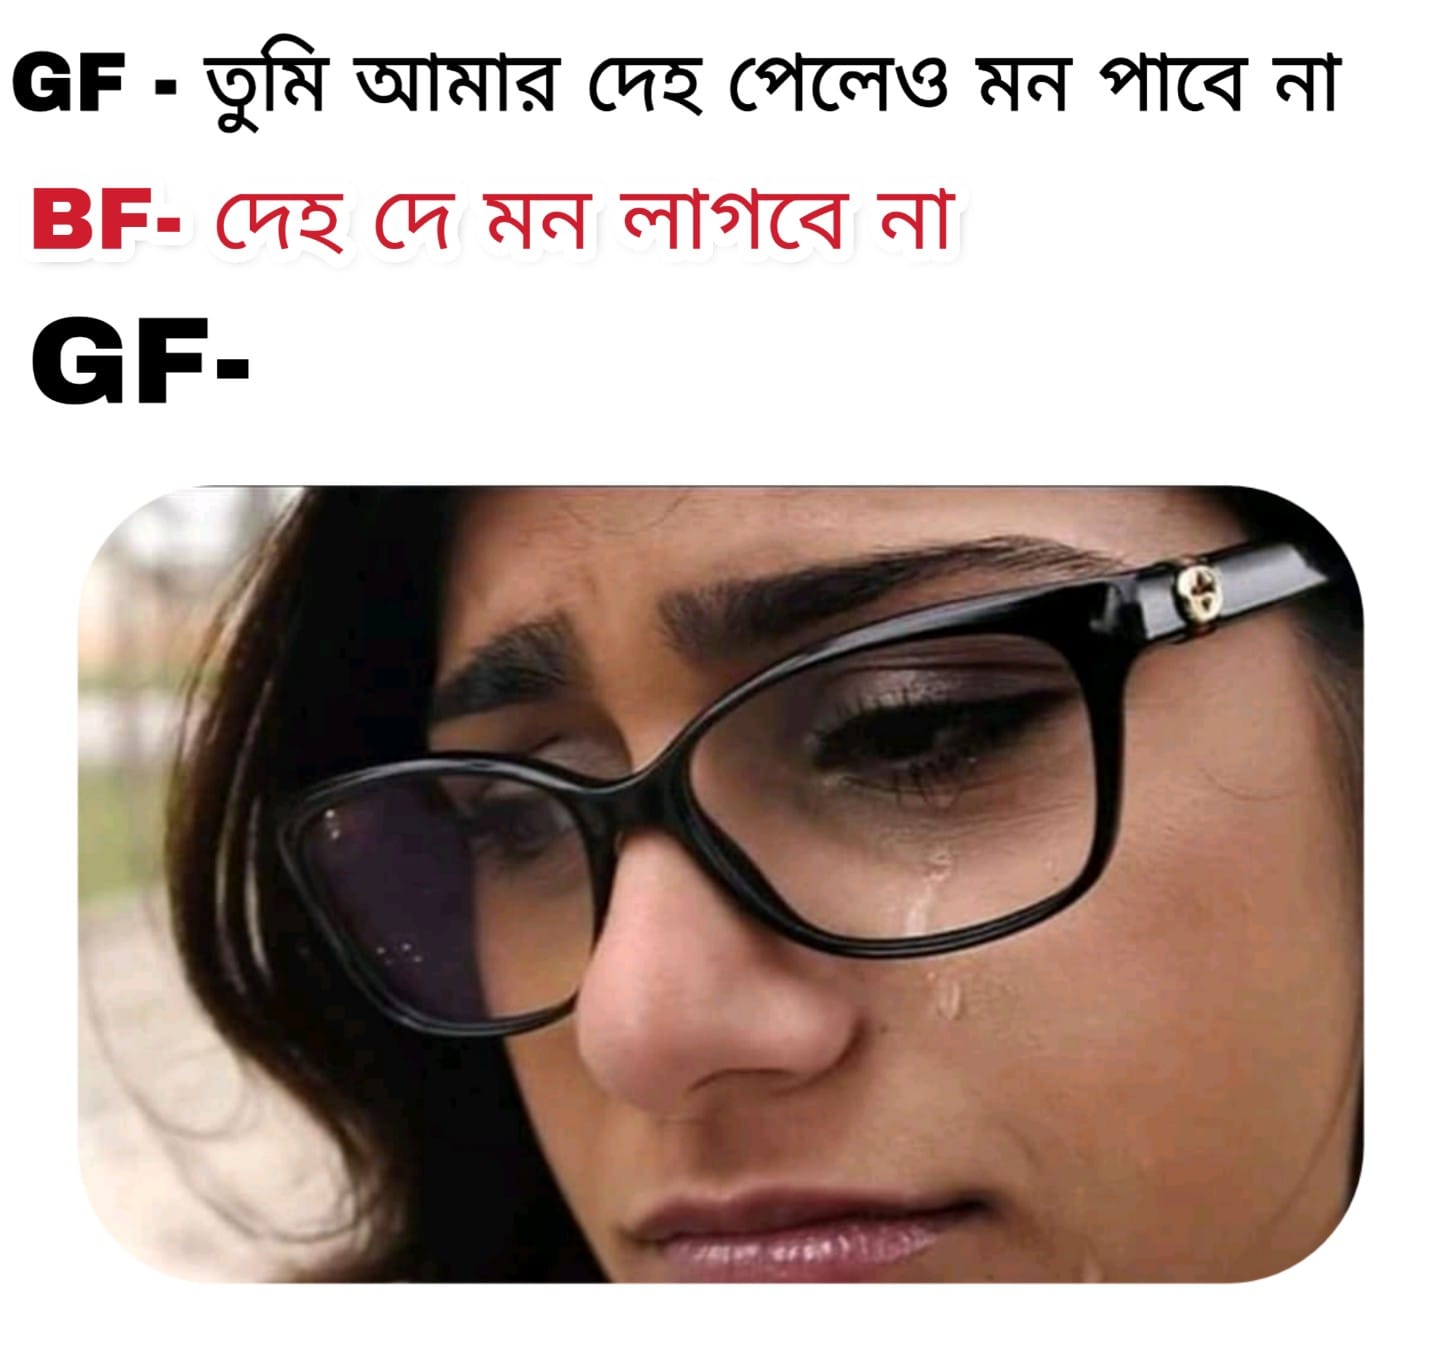 GF - তুমি আমার দেহ পেলেও মন পাবে না
BF- দেহ দে মন লাগবে না
GF-